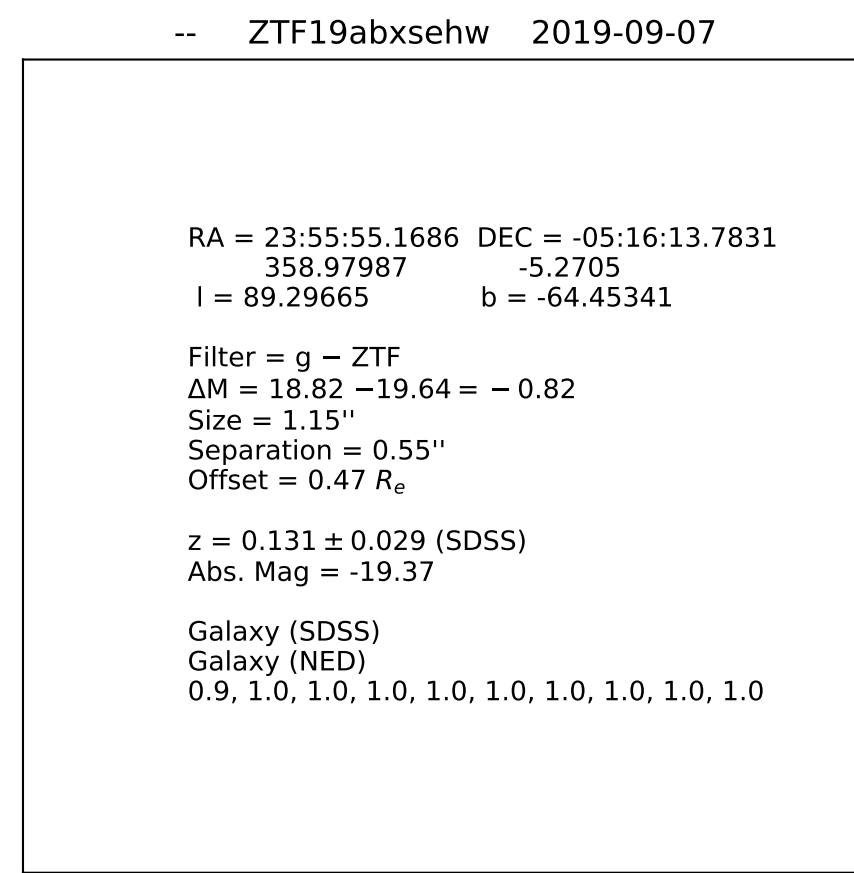 -- ZTF19abxsehw 2019-09-07
RA = 23:55:55.1686 DEC = -05:16:13.7831
358.97987 -5.2705
l = 89.29665 b = -64.45341
Filter = g − ZTF
ΔM = 18.82 −19.64 = − 0.82
Size = 1.15''
Separation = 0.55''
Offset = 0.47 Rₑ
z = 0.131 ± 0.029 (SDSS)
Abs. Mag = -19.37
Galaxy (SDSS)
Galaxy (NED)
0.9, 1.0, 1.0, 1.0, 1.0, 1.0, 1.0, 1.0, 1.0, 1.0